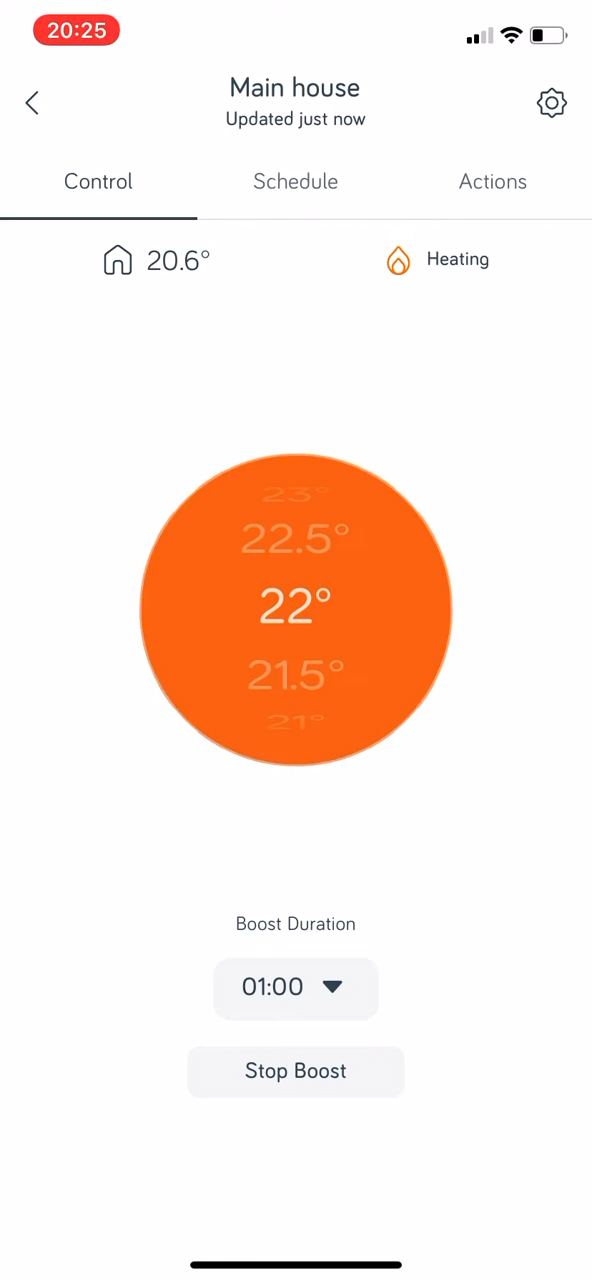 20:25
Main house
Updated just now
Control Schedule Actions
20.6° Heating
23°
22.5°
22°
21.5°
21°
Boost Duration
01:00
Stop Boost